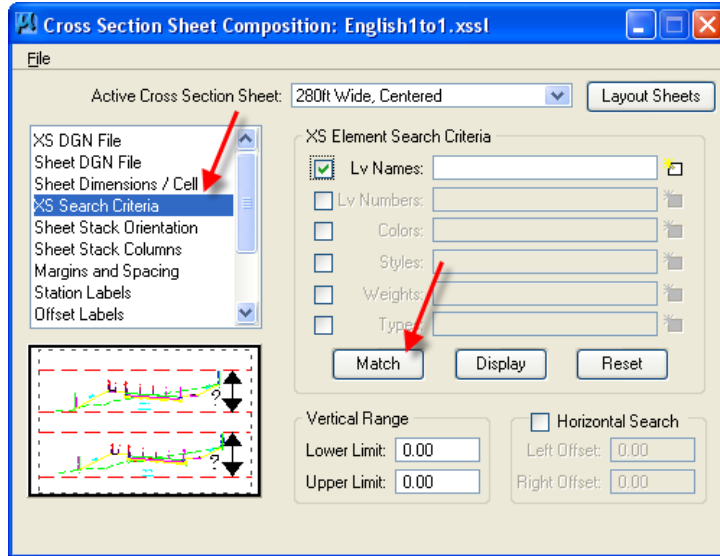 Cross Section Sheet Composition: English1to1.xssl
File
Active Cross Section Sheet: 280ft Wide, Centered Layout Sheets
XS DGN File
Sheet DGN File
Sheet Dimensions / Cell
XS Search Criteria
Sheet Stack Orientation
Sheet Stack Columns
Margins and Spacing
Station Labels
Offset Labels
XS Element Search Criteria
Lv Names:
Lv Numbers:
Colors:
Styles:
Weights:
Types:
Match Display Reset
? 
?
Vertical Range
Lower Limit: 0.00
Upper Limit: 0.00
Horizontal Search
Left Offset: 0.00
Right Offset: 0.00